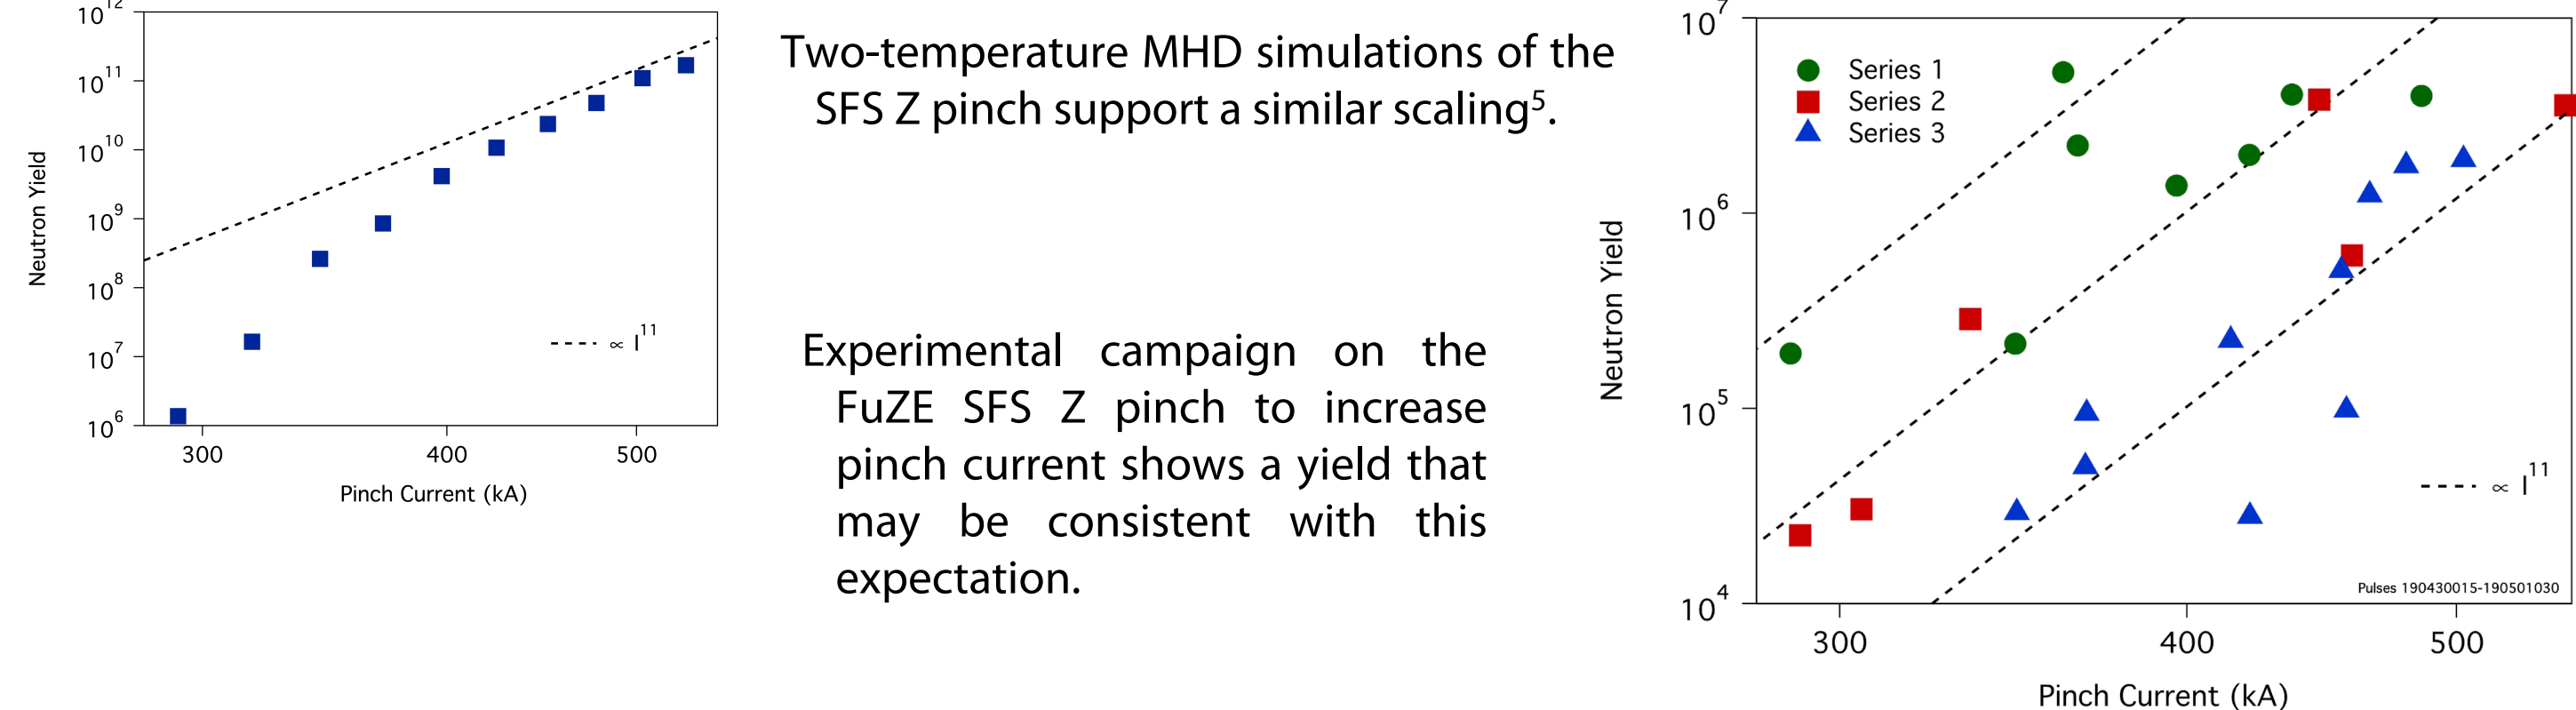 10^12
10^11
10^10
10^9
10^8
10^7
10^6
Neutron Yield
∝ I^11
300 400 500
Pinch Current (kA)
Two-temperature MHD simulations of the
SFS Z pinch support a similar scaling⁵.
Experimental campaign on the
FuZE SFS Z pinch to increase
pinch current shows a yield that
may be consistent with this
expectation.
10^7
10^6
10^5
10^4
Neutron Yield
Series 1
Series 2
Series 3
∝ I^11
Pulses 190430015-190501030
300 400 500
Pinch Current (kA)